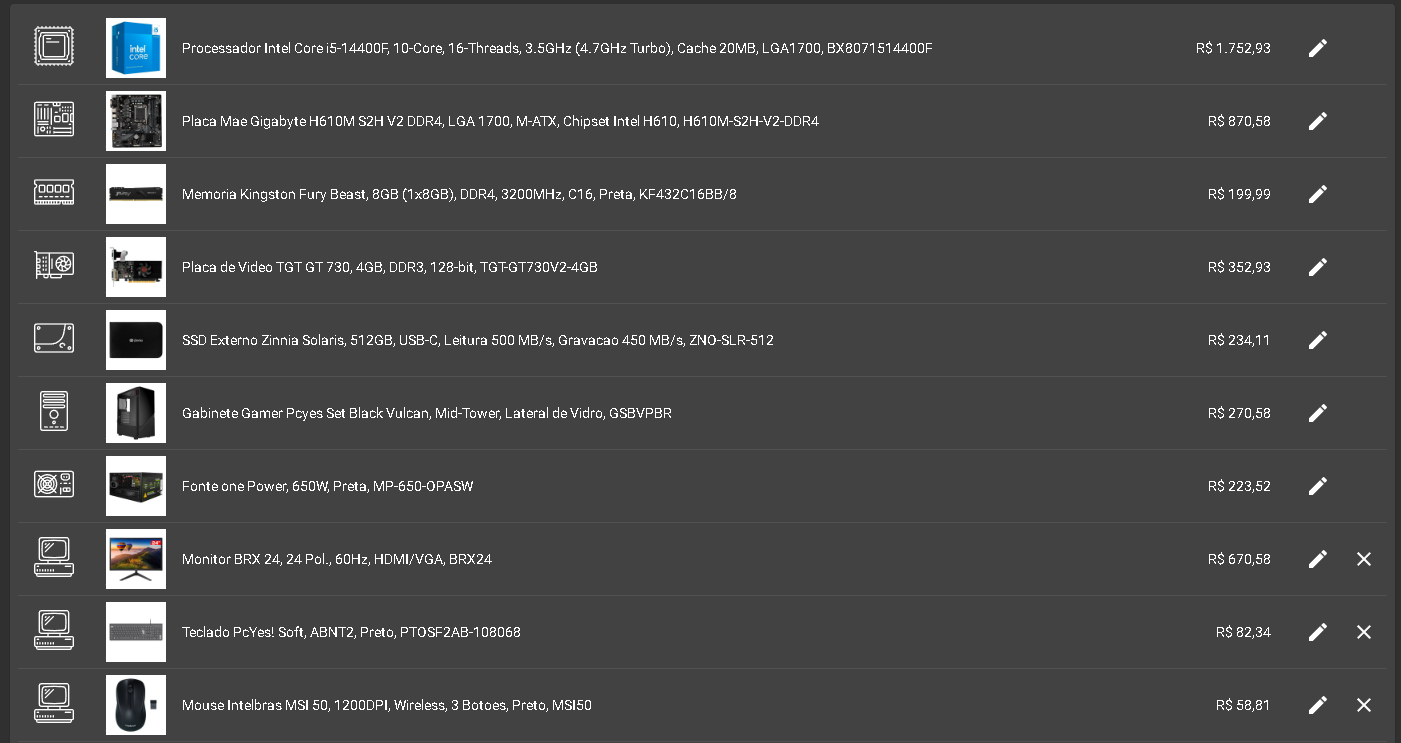 intel
CORE
i5
Processador Intel Core i5-14400F, 10-Core, 16-Threads, 3.5GHz (4.7GHz Turbo), Cache 20MB, LGA1700, BX8071514400F
R$ 1.752,93
Placa Mae Gigabyte H610M S2H V2 DDR4, LGA 1700, M-ATX, Chipset Intel H610, H610M-S2H-V2-DDR4
R$ 870,58
Memoria Kingston Fury Beast, 8GB (1x8GB), DDR4, 3200MHz, C16, Preta, KF432C16BB/8
R$ 199,99
Placa de Video TGT GT 730, 4GB, DDR3, 128-bit, TGT-GT730V2-4GB
R$ 352,93
SSD Externo Zinnia Solaris, 512GB, USB-C, Leitura 500 MB/s, Gravacao 450 MB/s, ZNO-SLR-512
R$ 234,11
Gabinete Gamer Pcyes Set Black Vulcan, Mid-Tower, Lateral de Vidro, GSBVPBR
R$ 270,58
Fonte one Power, 650W, Preta, MP-650-OPASW
R$ 223,52
Monitor BRX 24, 24 Pol., 60Hz, HDMI/VGA, BRX24
R$ 670,58
Teclado PcYes! Soft, ABNT2, Preto, PTOSF2AB-108068
R$ 82,34
Mouse Intelbras MSI 50, 1200DPI, Wireless, 3 Botoes, Preto, MSI50
R$ 58,81